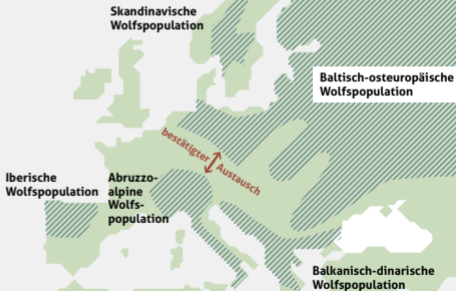 Skandinavische
Wolfspopulation
Baltisch-osteuropäische
Wolfspopulation
bestätigter
Austausch
Iberische
Wolfspopulation
Abruzzo-
alpine
Wolfs-
population
Balkanisch-dinarische
Wolfspopulation